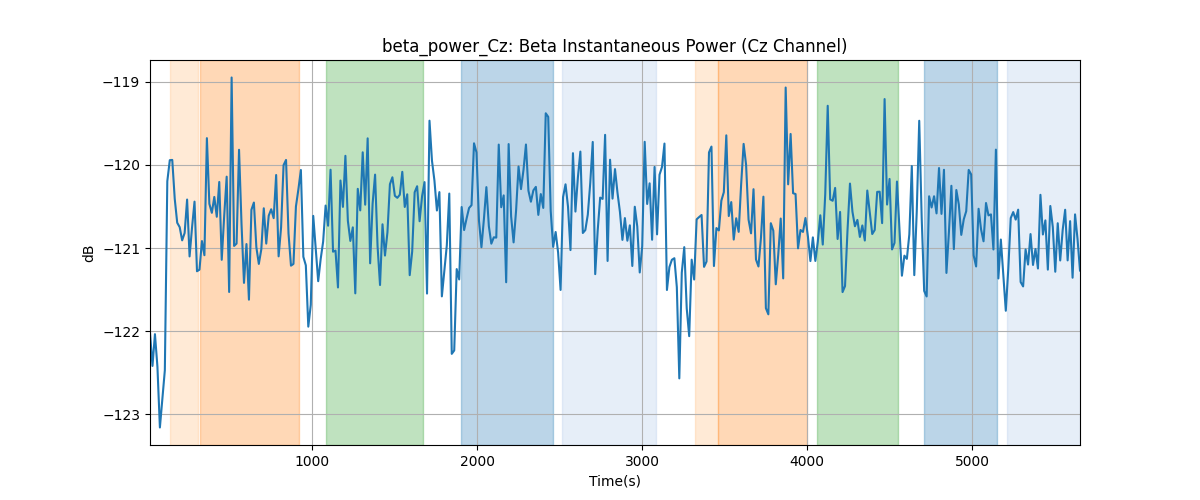 beta_power_Cz: Beta Instantaneous Power (Cz Channel)
−119
−120
−121
−122
−123
dB
1000 2000 3000 4000 5000
Time(s)